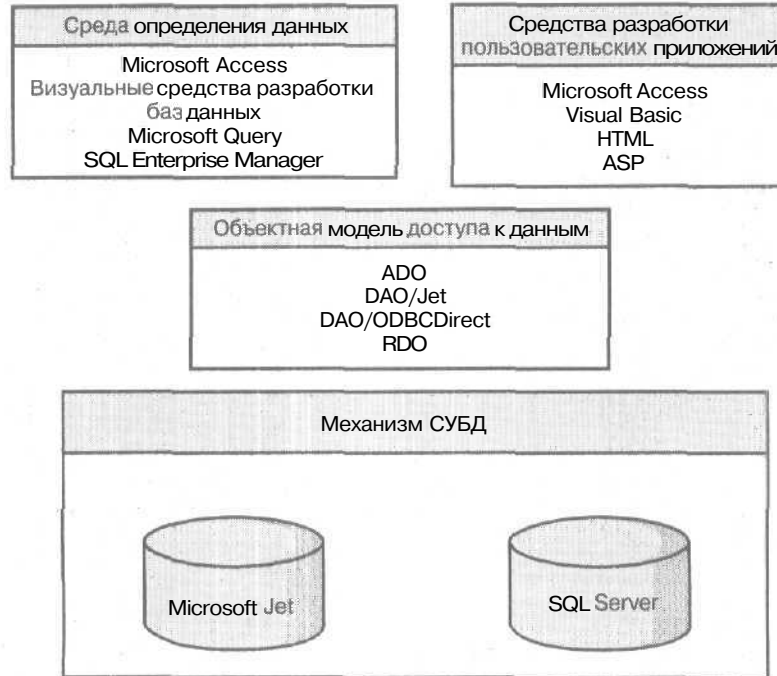 Среда определения данных
Microsoft Access
Визуальные средства разработки
баз данных
Microsoft Query
SQL Enterprise Manager
Средства разработки
пользовательских приложений
Microsoft Access
Visual Basic
HTML
ASP
Объектная модель доступа к данным
ADO
DAO/Jet
DAO/ODBCDirect
RDO
Механизм СУБД
Microsoft Jet
SQL Server